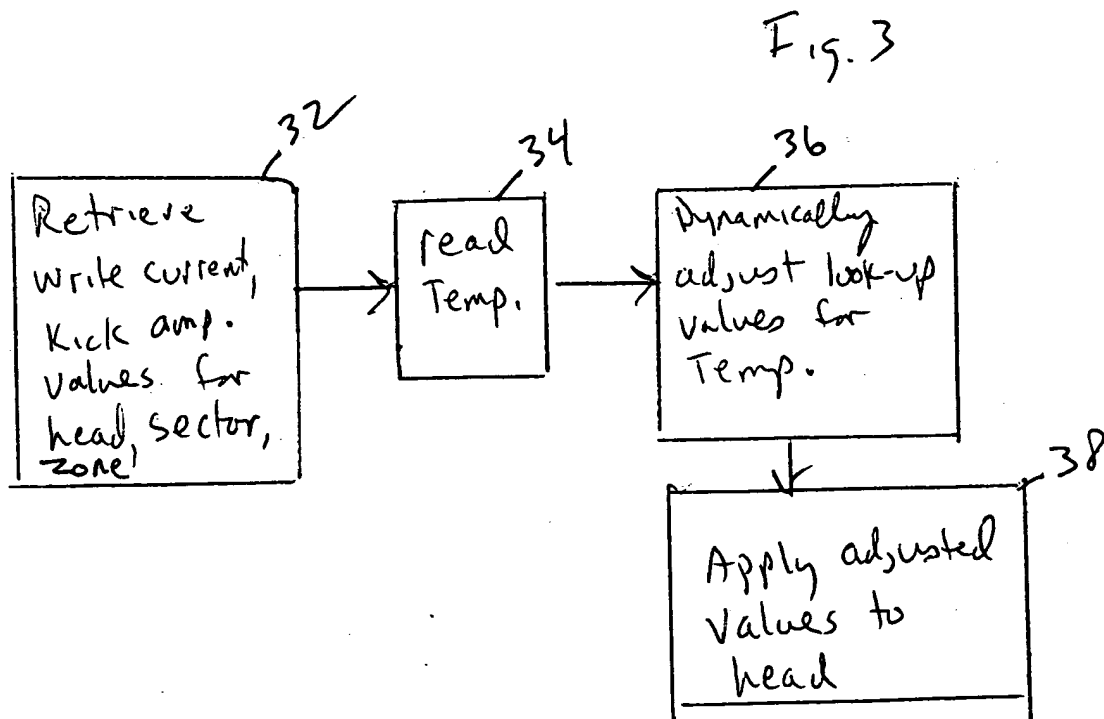 Fig. 3
32
Retrieve
write current,
Kick amp.
values for
head, sector,
zone
34
read
Temp.
36
Dynamically
adjust look-up
values for
Temp.
38
Apply adjusted
values to
head